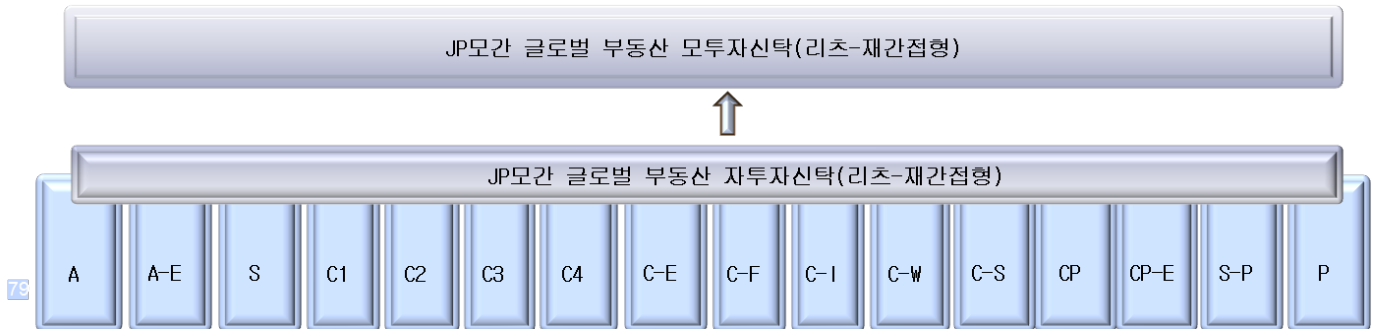 JP모간 글로벌 부동산 모투자신탁(리츠-재간접형)
JP모간 글로벌 부동산 자투자신탁(리츠-재간접형)
A A-E S C1 C2 C3 C4 C-E C-F C-I C-W C-S CP CP-E S-P P
79